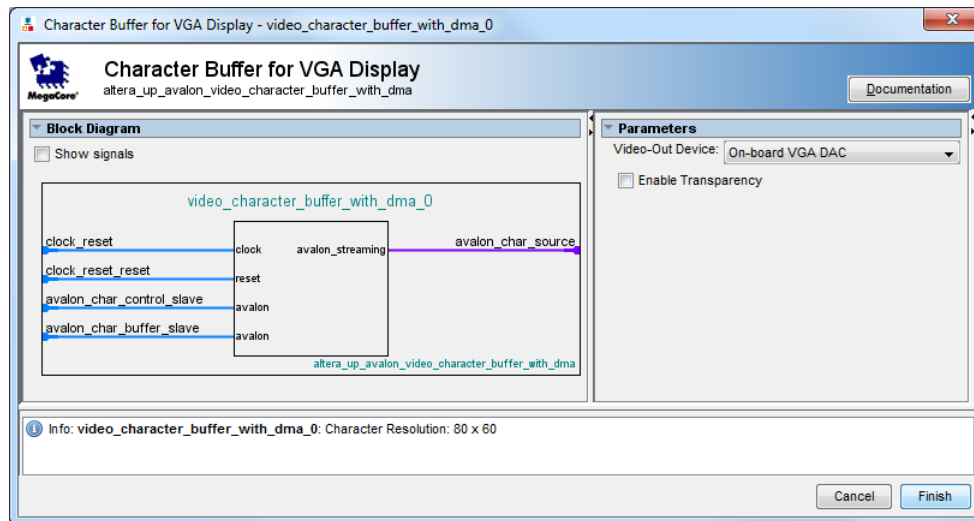 Character Buffer for VGA Display - video_character_buffer_with_dma_0
x
MegaCore®
Character Buffer for VGA Display
altera_up_avalon_video_character_buffer_with_dma
Documentation
Block Diagram
Show signals
video_character_buffer_with_dma_0
clock_reset
clock
avalon_streaming
avalon_char_source
clock_reset_reset
reset
avalon_char_control_slave
avalon
avalon_char_buffer_slave
avalon
altera_up_avalon_video_character_buffer_with_dma
Parameters
Video-Out Device: On-board VGA DAC
Enable Transparency
Info: video_character_buffer_with_dma_0: Character Resolution: 80 x 60
Cancel
Finish